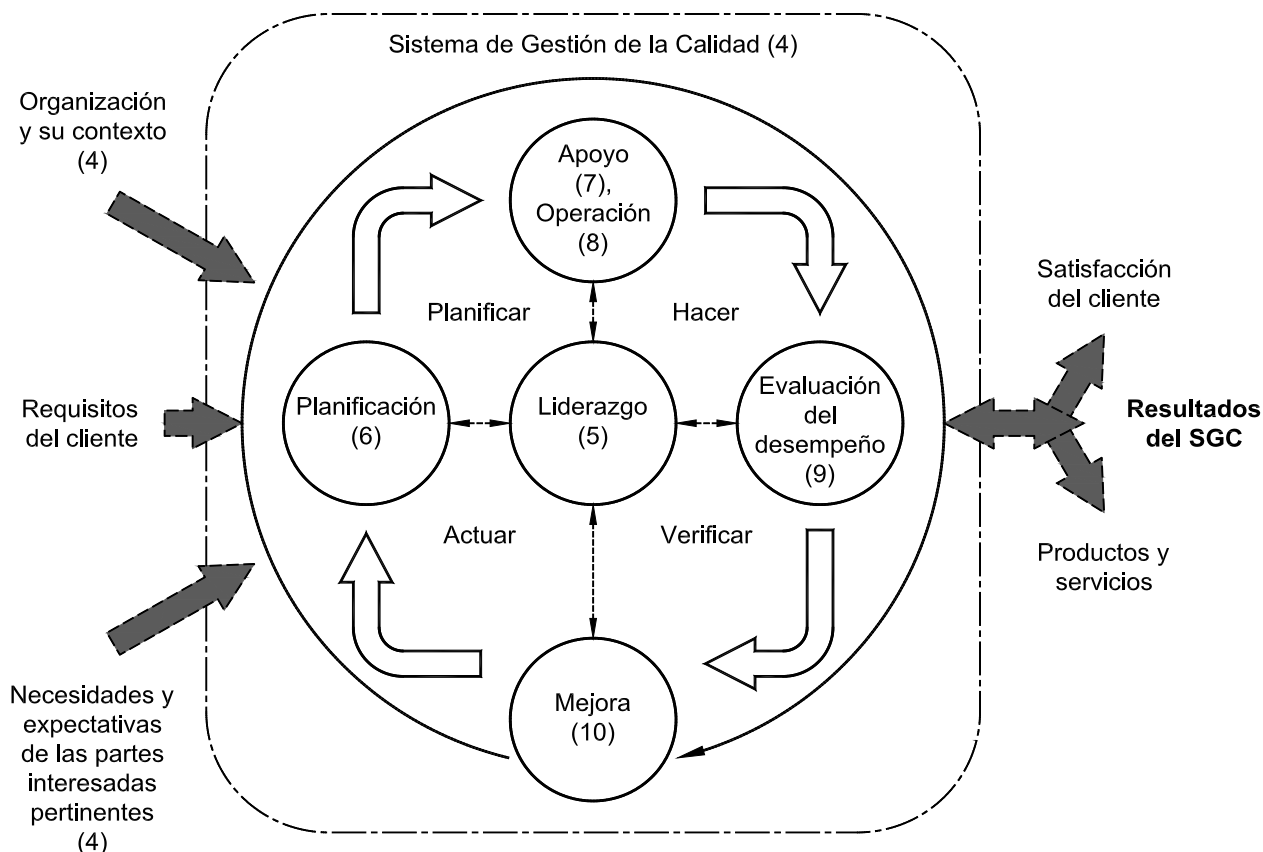 Sistema de Gestión de la Calidad (4)
Organización
y su contexto
(4)
Apoyo
(7),
Operación
(8)
Satisfacción
del cliente
Planificar
Hacer
Requisitos
del cliente
Planificación
(6)
Liderazgo
(5)
Evaluación
del
desempeño
(9)
Resultados
del SGC
Actuar
Verificar
Productos y
servicios
Necesidades y
expectativas
de las partes
interesadas
pertinentes
(4)
Mejora
(10)